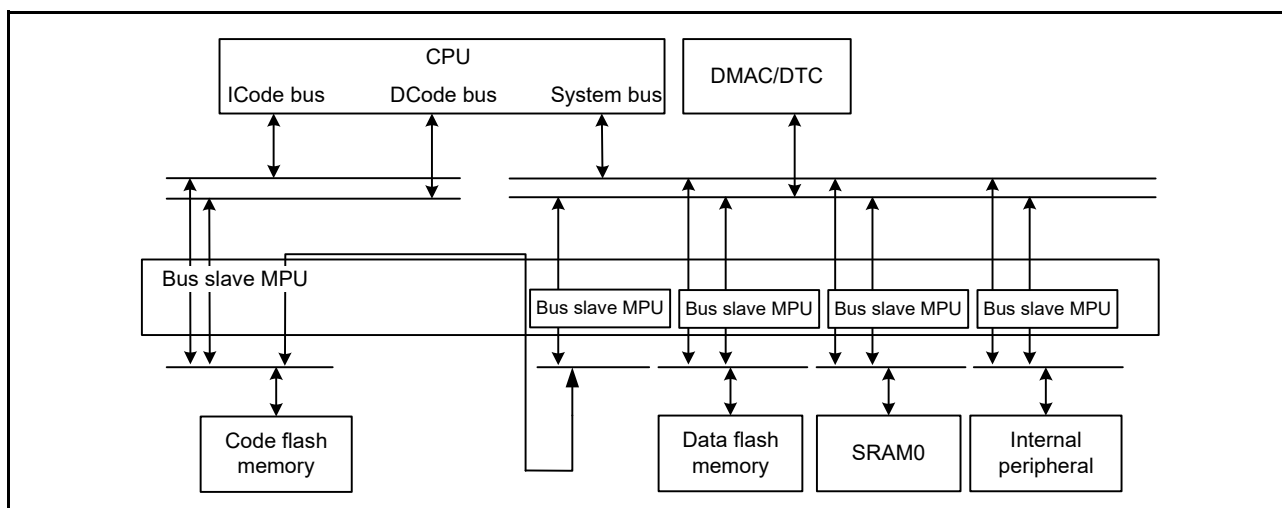 CPU
DMAC/DTC
ICode bus
DCode bus
System bus
Bus slave MPU
Bus slave MPU
Bus slave MPU
Bus slave MPU
Bus slave MPU
Code flash
memory
Data flash
memory
SRAM0
Internal
peripheral